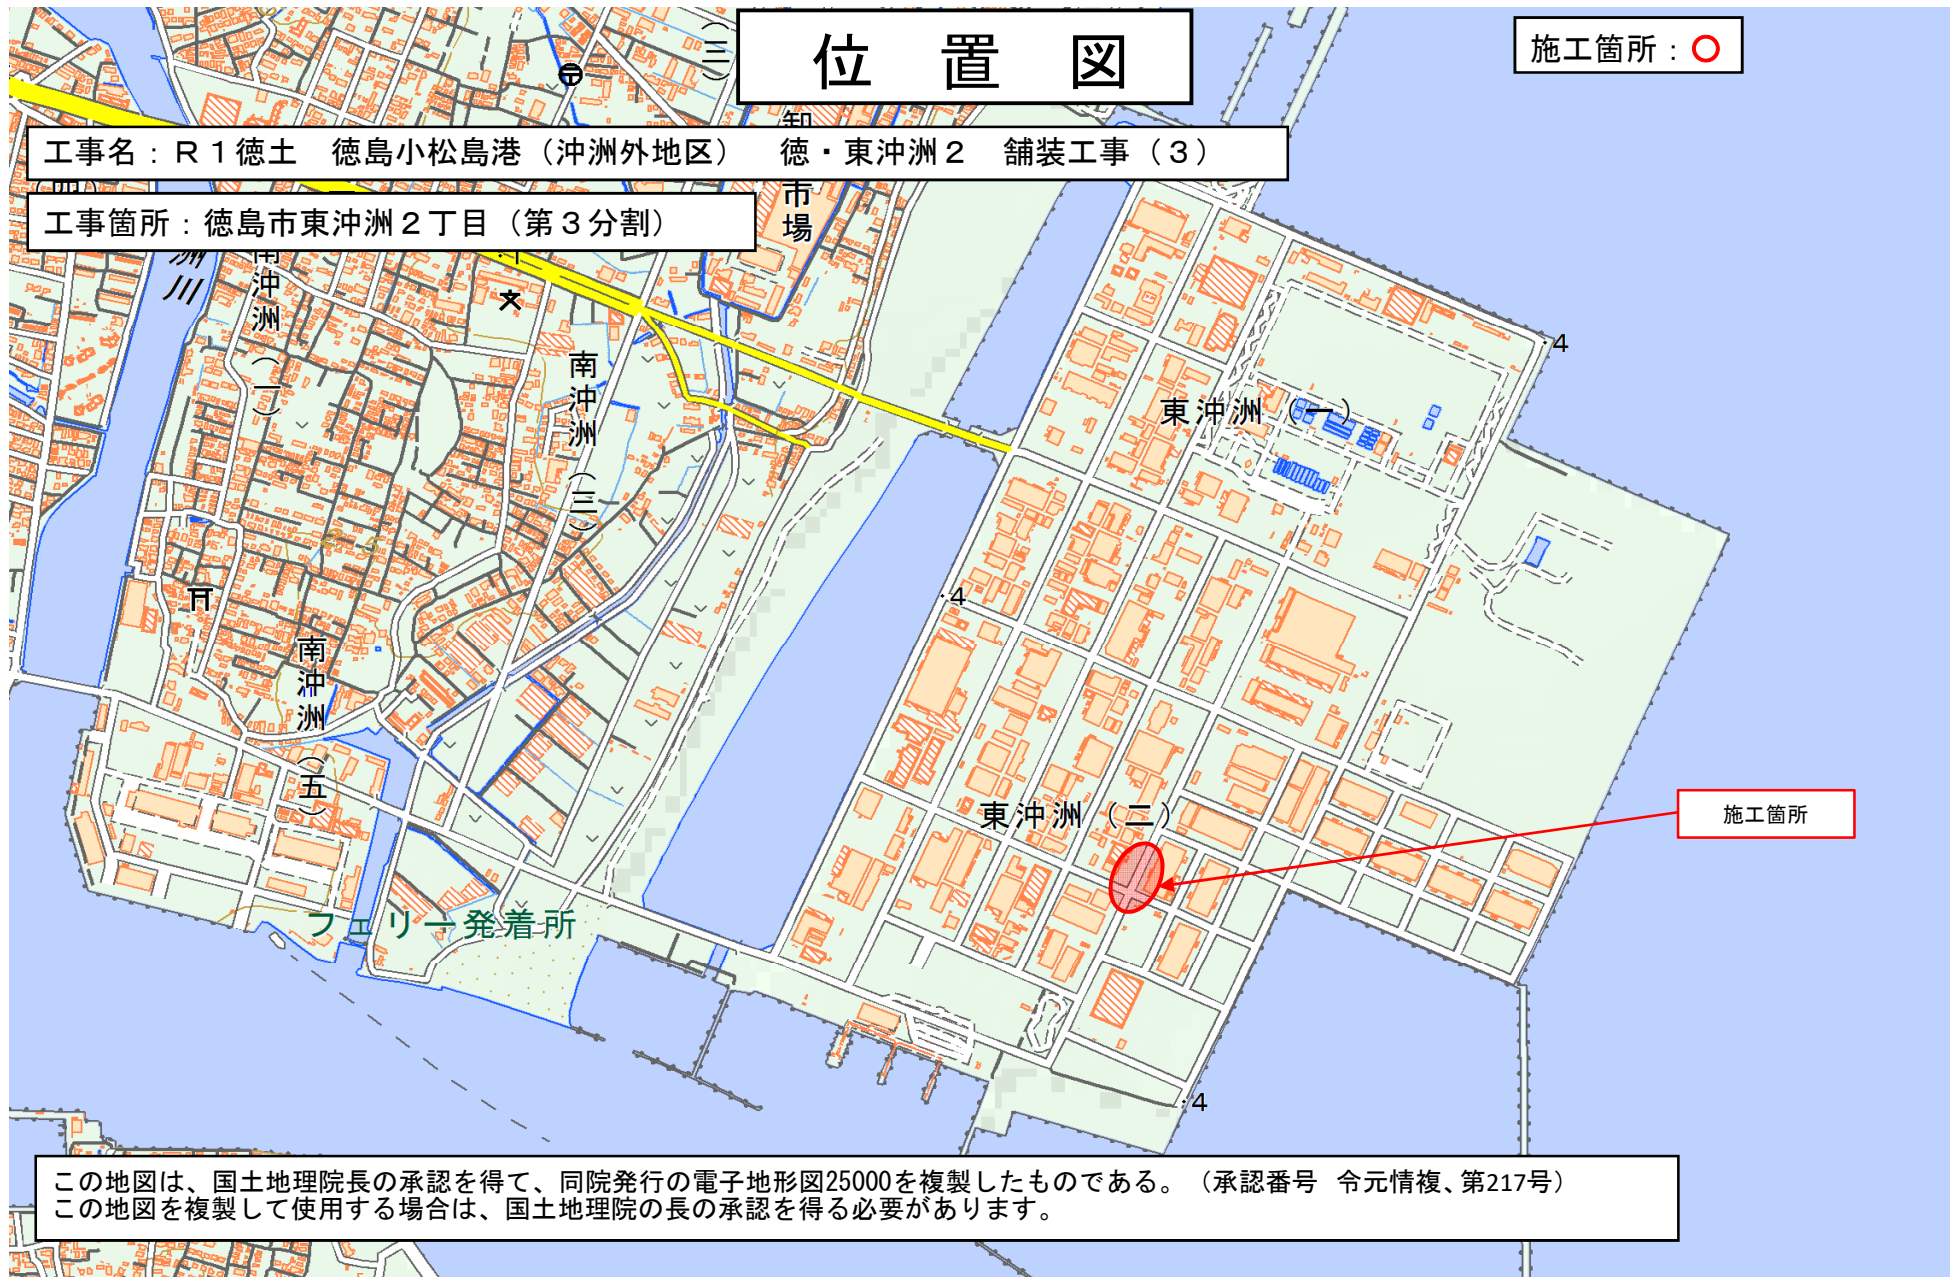 位　置　図
施工箇所：
工事名：Ｒ１徳土　徳島小松島港（沖洲外地区）　徳・東沖洲２　舗装工事（３）
工事箇所：徳島市東沖洲２丁目（第３分割）
(三)
卸
市場
(四)
洲川
南沖洲(一)
南沖洲(三)
東沖洲（一）
4
4
南沖洲(五)
東沖洲（二）
施工箇所
フェリー発着所
4
この地図は、国土地理院長の承認を得て、同院発行の電子地形図25000を複製したものである。（承認番号　令元情複、第217号）
この地図を複製して使用する場合は、国土地理院の長の承認を得る必要があります。